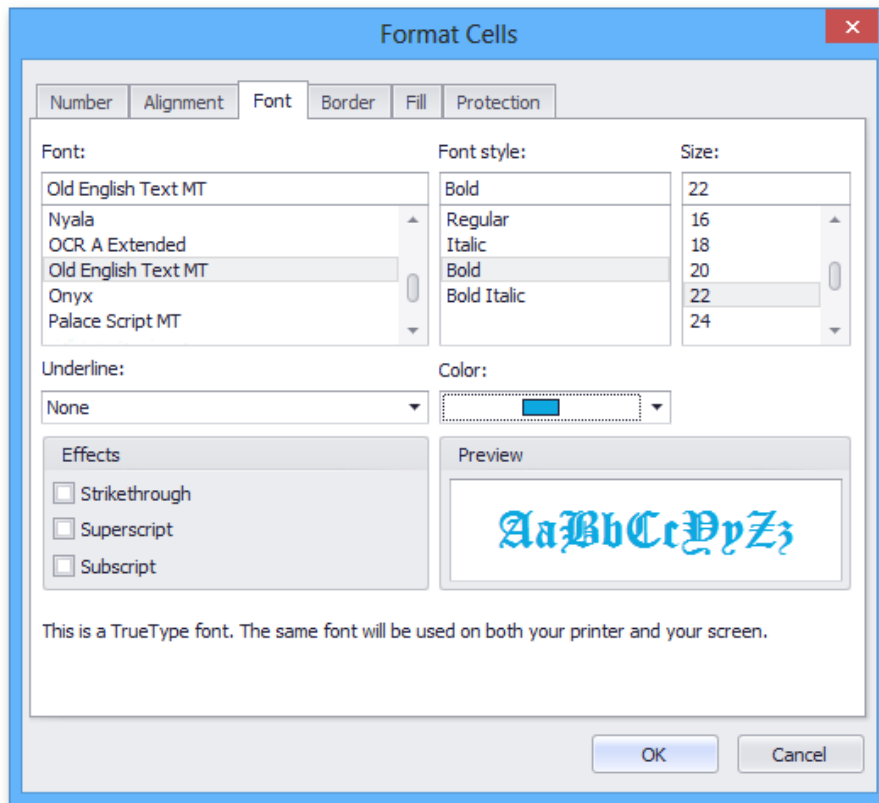 Format Cells
Number Alignment Font Border Fill Protection
Font: Font style: Size:
Old English Text MT Bold 22
Nyala Regular 16
OCR A Extended Italic 18
Old English Text MT Bold 20
Onyx Bold Italic 22
Palace Script MT 24
Underline: Color:
None
Effects Preview
Strikethrough
Superscript
Subscript
AaBbCcYyZz
This is a TrueType font. The same font will be used on both your printer and your screen.
OK Cancel